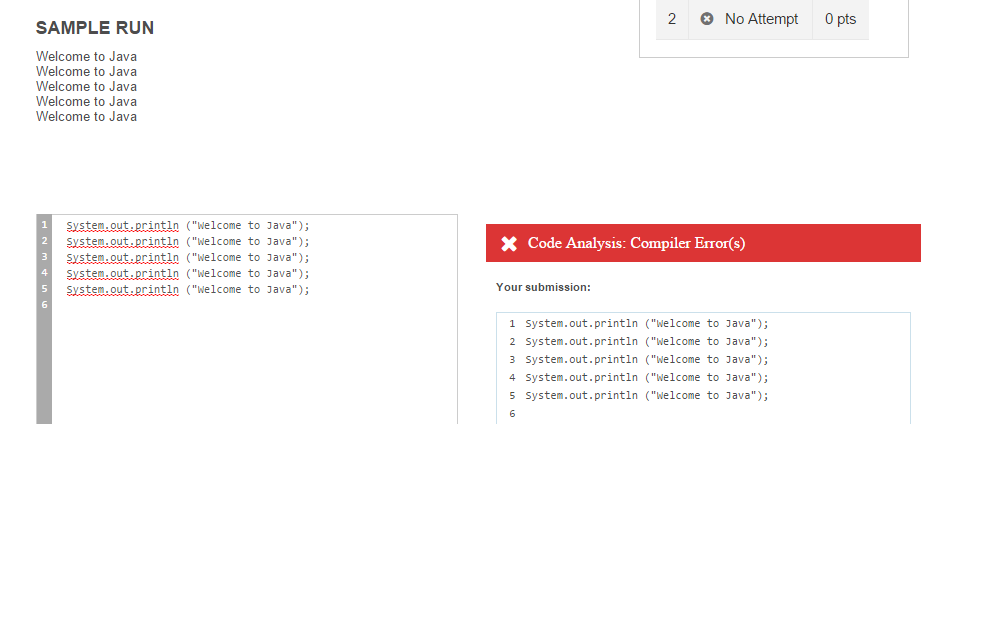 SAMPLE RUN
Welcome to Java
Welcome to Java
Welcome to Java
Welcome to Java
Welcome to Java
2 No Attempt 0 pts
1 System.out.println ("Welcome to Java");
2 System.out.println ("Welcome to Java");
3 System.out.println ("Welcome to Java");
4 System.out.println ("Welcome to Java");
5 System.out.println ("Welcome to Java");
6
Code Analysis: Compiler Error(s)
Your submission:
1 System.out.println ("Welcome to Java");
2 System.out.println ("Welcome to Java");
3 System.out.println ("Welcome to Java");
4 System.out.println ("Welcome to Java");
5 System.out.println ("Welcome to Java");
6